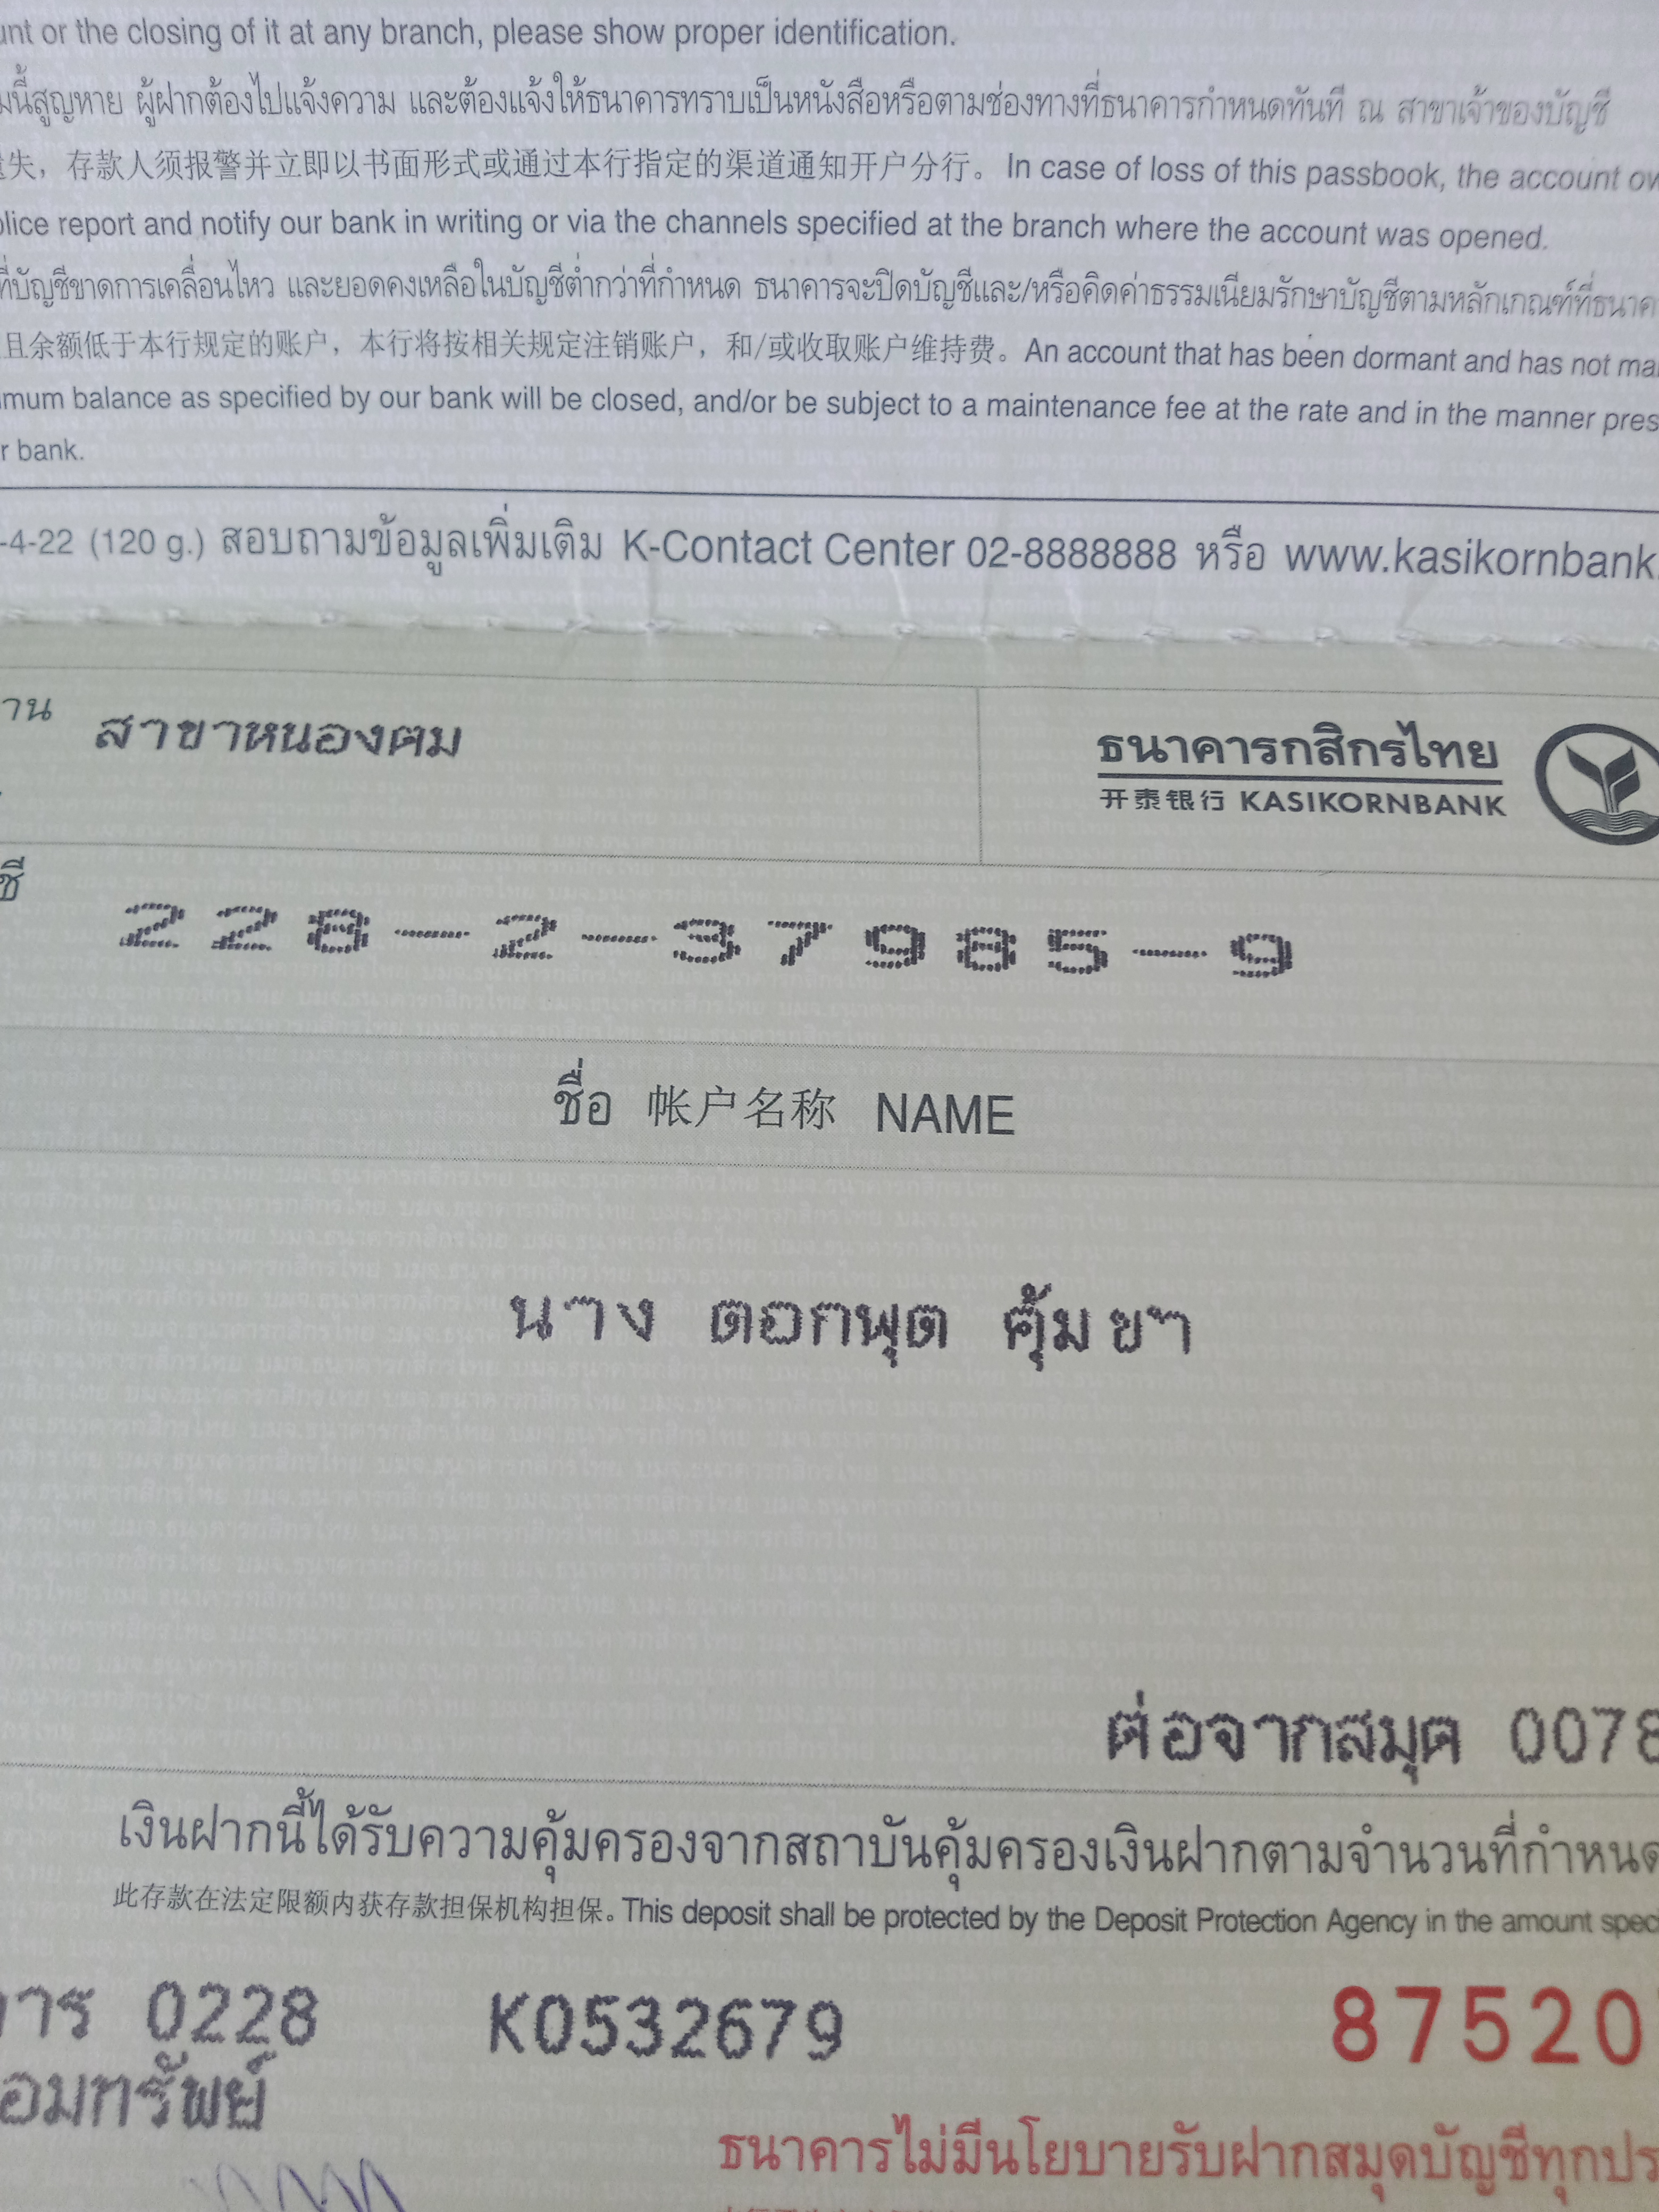 unt or the closing of it at any branch, please show proper identification.
มนี้สูญหาย ผู้ฝากต้องไปแจ้งความ และต้องแจ้งให้ธนาคารทราบเป็นหนังสือหรือตามช่องทางที่ธนาคารกำหนดทันที ณ สาขาเจ้าของบัญชี
遗失，存款人须报警并立即以书面形式或通过本行指定的渠道通知开户分行。In case of loss of this passbook, the account ow
olice report and notify our bank in writing or via the channels specified at the branch where the account was opened.
ที่บัญชีขาดการเคลื่อนไหว และยอดคงเหลือในบัญชีต่ำกว่าที่กำหนด ธนาคารจะปิดบัญชีและ/หรือคิดค่าธรรมเนียมรักษาบัญชีตามหลักเกณฑ์ที่ธนาค
且余额低于本行规定的账户，本行将按相关规定注销账户，和/或收取账户维持费。An account that has been dormant and has not mai
imum balance as specified by our bank will be closed, and/or be subject to a maintenance fee at the rate and in the manner pres
r bank.
-4-22 (120 g.) สอบถามข้อมูลเพิ่มเติม K-Contact Center 02-8888888 หรือ www.kasikornbank.
าน สาขาหนองตม
ธนาคารกสิกรไทย
开泰银行 KASIKORNBANK
ชี 228-2-37985-9
ชื่อ 帐户名称 NAME
นาง ดอกพุด คุ้มขำ
ต่อจากสมุด 0078
เงินฝากนี้ได้รับความคุ้มครองจากสถาบันคุ้มครองเงินฝากตามจำนวนที่กำหนด
此存款在法定限额内获存款担保机构担保。This deposit shall be protected by the Deposit Protection Agency in the amount spec
าร 0228 K0532679 87520
อมทรัพย์
ธนาคารไม่มีนโยบายรับฝากสมุดบัญชีทุกปร